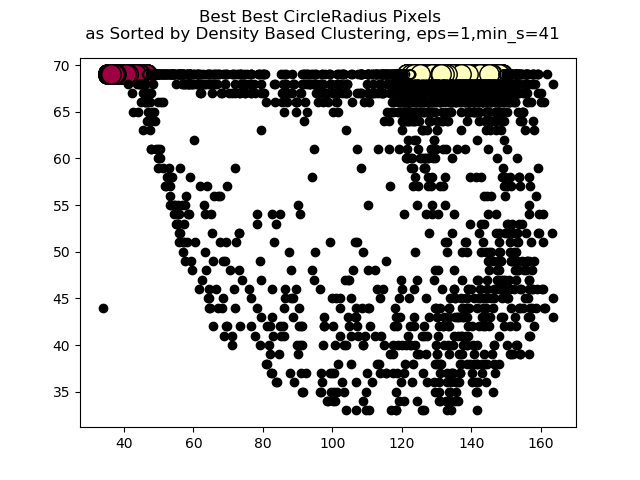 Best Best CircleRadius Pixels
as Sorted by Density Based Clustering, eps=1,min_s=41
70
65
60
55
50
45
40
35
40 60 80 100 120 140 160